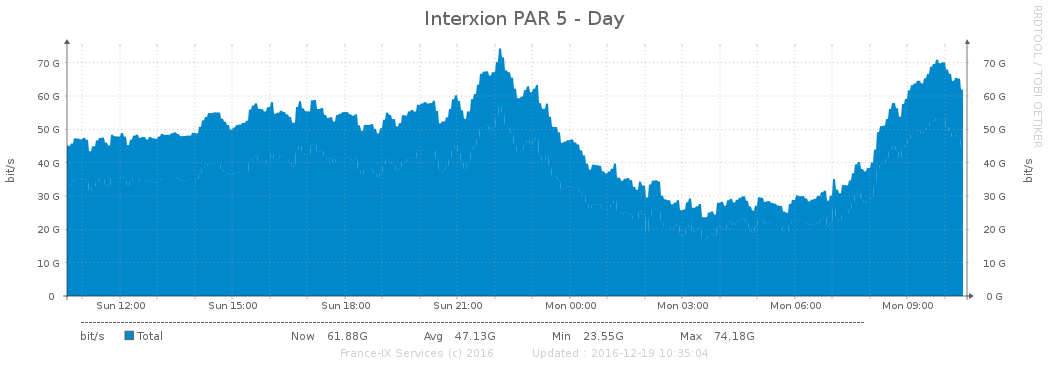 Interxion PAR 5 - Day
RRDTOOL / TOBI OETIKER
bit/s
70 G
60 G
50 G
40 G
30 G
20 G
10 G
0
70 G
60 G
50 G
40 G
30 G
20 G
10 G
0 G
bit/s
Sun 12:00 Sun 15:00 Sun 18:00 Sun 21:00 Mon 00:00 Mon 03:00 Mon 06:00 Mon 09:00
bit/s Total Now 61.88G Avg 47.13G Min 23.55G Max 74.18G
France-IX Services (c) 2016 Updated : 2016-12-19 10:35:04